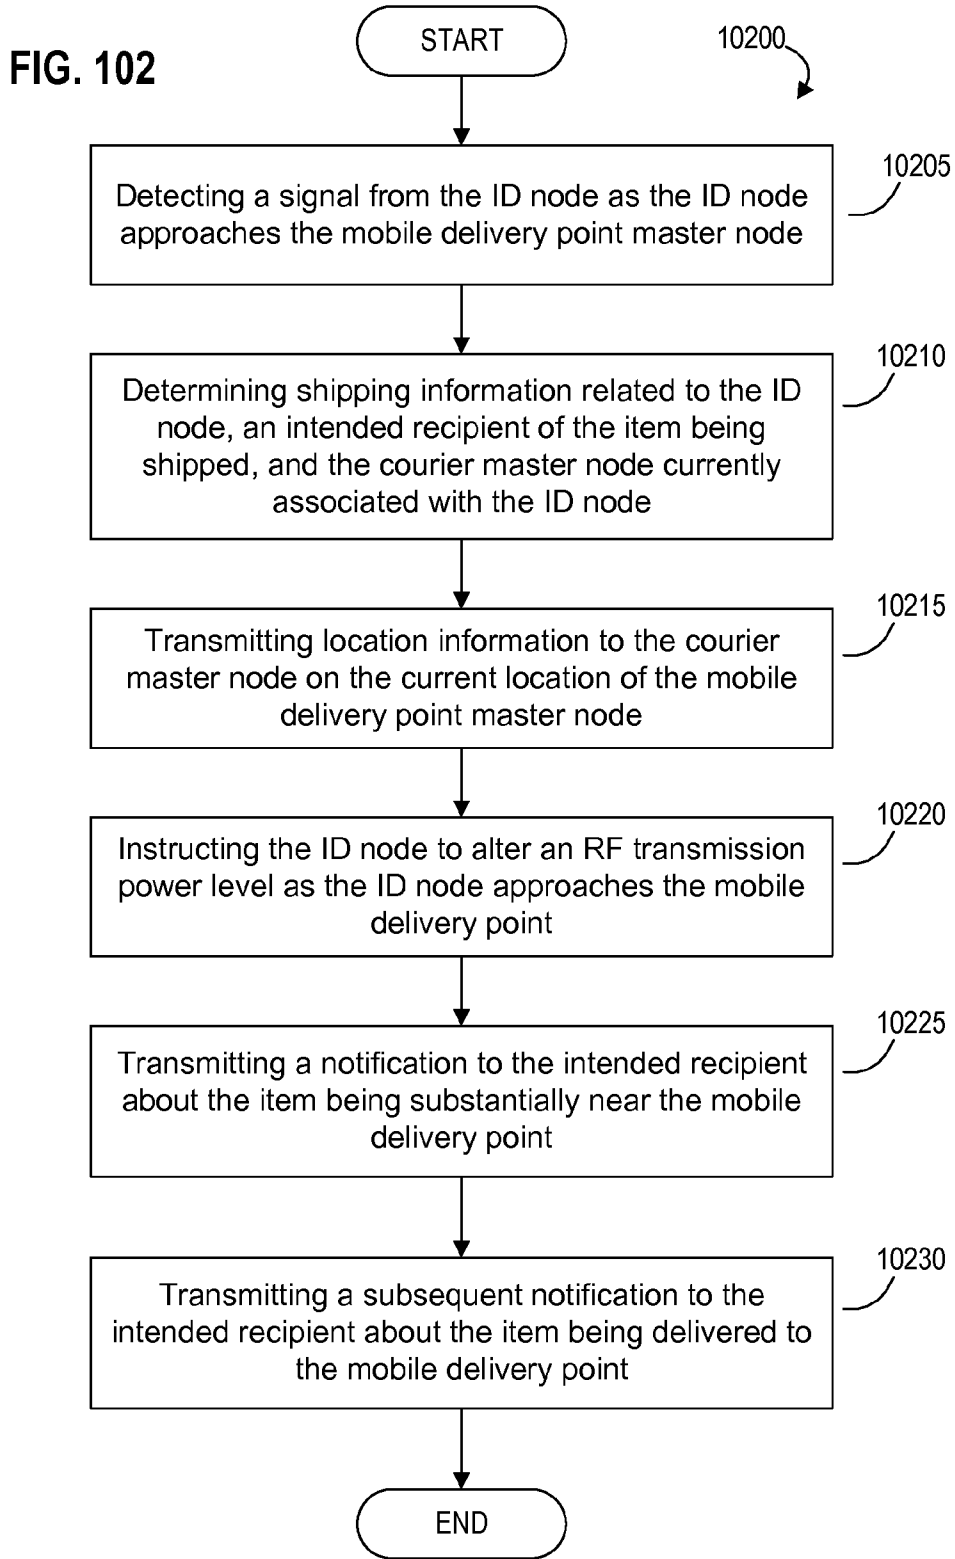 START
10200
FIG. 102
10205
Detecting a signal from the ID node as the ID node
approaches the mobile delivery point master node
10210
Determining shipping information related to the ID
node, an intended recipient of the item being
shipped, and the courier master node currently
associated with the ID node
10215
Transmitting location information to the courier
master node on the current location of the mobile
delivery point master node
10220
Instructing the ID node to alter an RF transmission
power level as the ID node approaches the mobile
delivery point
10225
Transmitting a notification to the intended recipient
about the item being substantially near the mobile
delivery point
10230
Transmitting a subsequent notification to the
intended recipient about the item being delivered to
the mobile delivery point
END